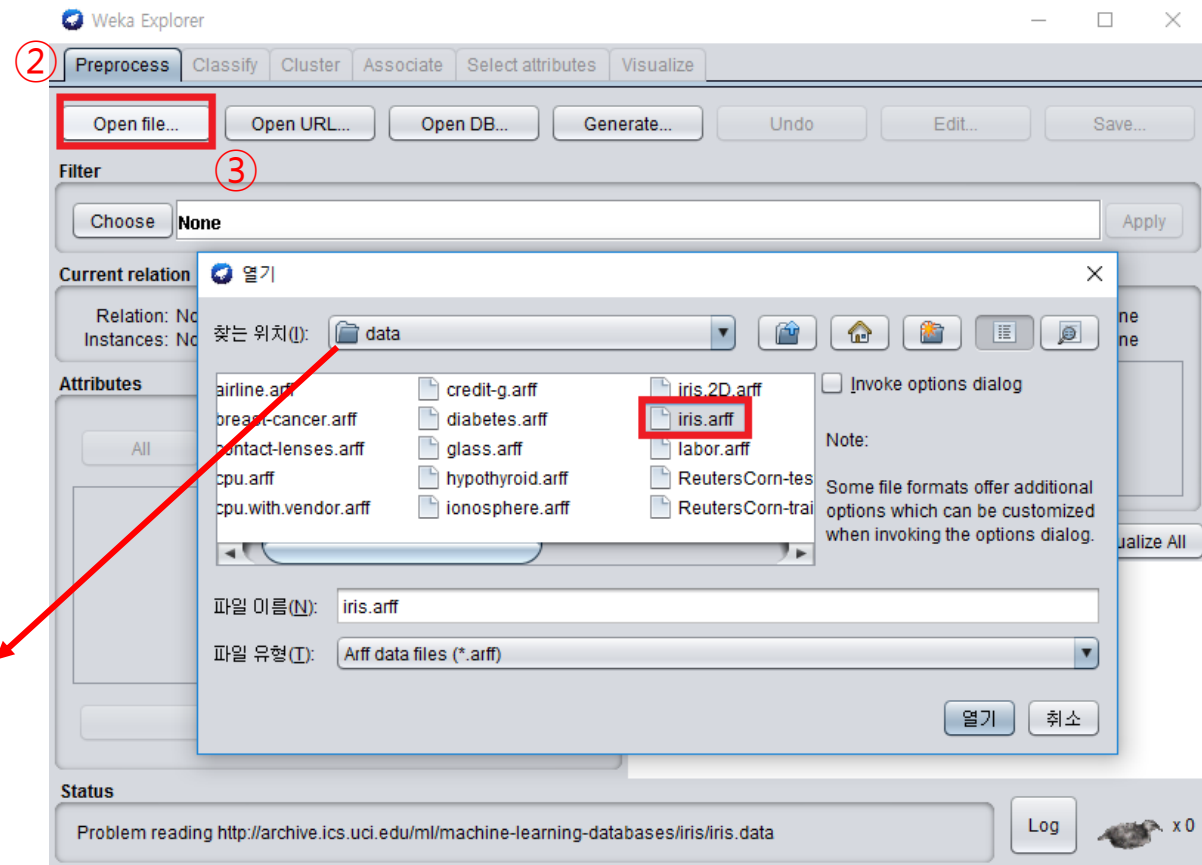 Weka Explorer
②
Preprocess Classify Cluster Associate Select attributes Visualize
Open file... Open URL... Open DB... Generate... Undo Edit... Save...
③
Filter
Choose None Apply
Current relation
Relation: No
Instances: No
ne
ne
Attributes
All
ualize All
열기
찾는 위치(I): data
airline.arff credit-g.arff iris.2D.arff
breast-cancer.arff diabetes.arff iris.arff
contact-lenses.arff glass.arff labor.arff
cpu.arff hypothyroid.arff ReutersCorn-tes
cpu.with.vendor.arff ionosphere.arff ReutersCorn-trai
Invoke options dialog
Note:
Some file formats offer additional
options which can be customized
when invoking the options dialog.
파일 이름(N): iris.arff
파일 유형(T): Arff data files (*.arff)
열기 취소
Status
Problem reading http://archive.ics.uci.edu/ml/machine-learning-databases/iris/iris.data
Log x 0